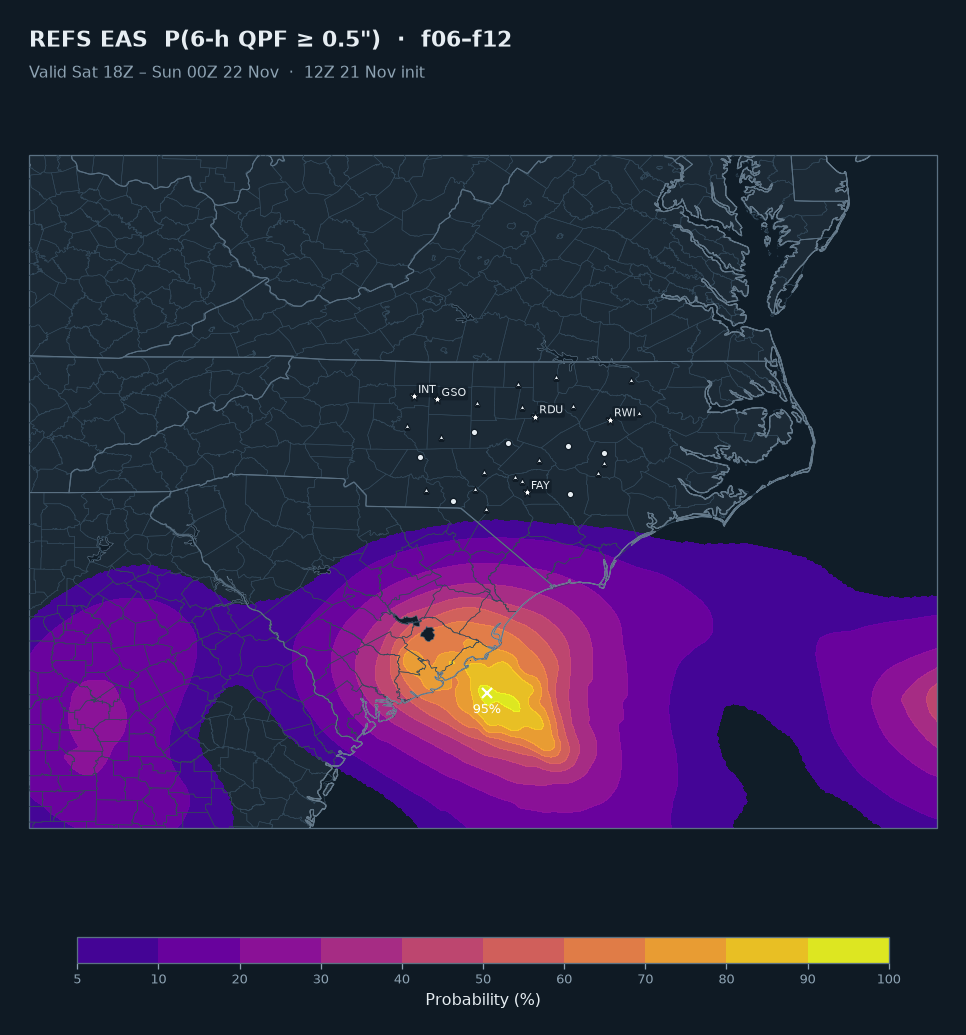 REFS EAS  P(6-h QPF ≥ 0.5")  ·  f06–f12
Valid Sat 18Z – Sun 00Z 22 Nov  ·  12Z 21 Nov init
INT
GSO
RDU
RWI
FAY
95%
5 10 20 30 40 50 60 70 80 90 100
Probability (%)